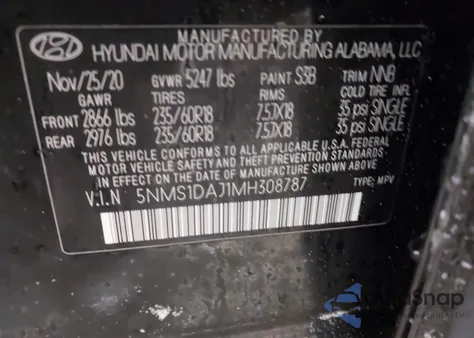 MANUFACTURED BY
HYUNDAI MOTOR MANUFACTURING ALABAMA, LLC
Nov/25/20 GVWR 5247 lbs PAINT S3B TRIM NNB
GAWR TIRES RIMS COLD TIRE INFL
FRONT 2866 lbs 235/60R18 7.5JX18 35 psi SINGLE
REAR 2976 lbs 235/60R18 7.5JX18 35 psi SINGLE
THIS VEHICLE CONFORMS TO ALL APPLICABLE U.S.A. FEDERAL
MOTOR VEHICLE SAFETY AND THEFT PREVENTION STANDARDS
IN EFFECT ON THE DATE OF MANUFACTURE SHOWN ABOVE.
V.I.N 5NMS1DAJ1MH308787 TYPE: MPV